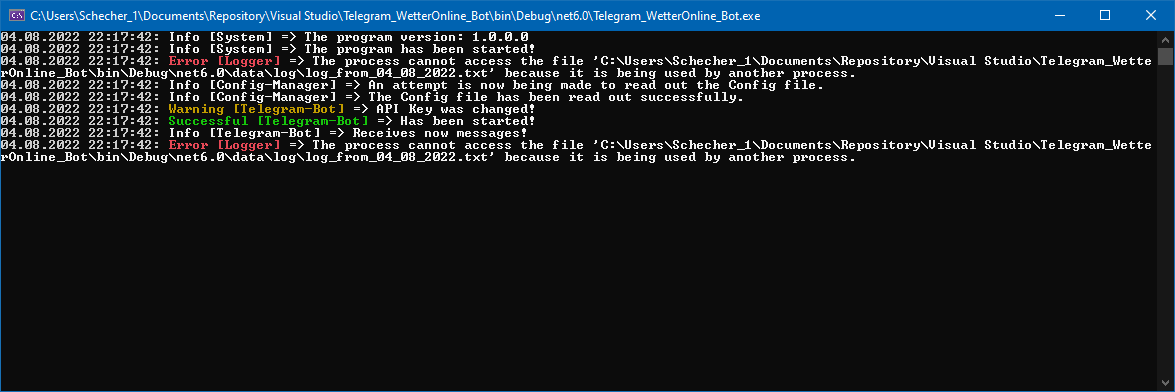 C:\Users\Schecher_1\Documents\Repository\Visual Studio\Telegram_WetterOnline_Bot\bin\Debug\net6.0\Telegram_WetterOnline_Bot.exe
04.08.2022 22:17:42: Info [System] => The program version: 1.0.0.0
04.08.2022 22:17:42: Info [System] => The program has been started!
04.08.2022 22:17:42: Error [Logger] => The process cannot access the file 'C:\Users\Schecher_1\Documents\Repository\Visual Studio\Telegram_Wette
rOnline_Bot\bin\Debug\net6.0\data\log\log_from_04_08_2022.txt' because it is being used by another process.
04.08.2022 22:17:42: Info [Config-Manager] => An attempt is now being made to read out the Config file.
04.08.2022 22:17:42: Info [Config-Manager] => The Config file has been read out successfully.
04.08.2022 22:17:42: Warning [Telegram-Bot] => API Key was changed!
04.08.2022 22:17:42: Successful [Telegram-Bot] => Has been started!
04.08.2022 22:17:42: Info [Telegram-Bot] => Receives now messages!
04.08.2022 22:17:42: Error [Logger] => The process cannot access the file 'C:\Users\Schecher_1\Documents\Repository\Visual Studio\Telegram_Wette
rOnline_Bot\bin\Debug\net6.0\data\log\log_from_04_08_2022.txt' because it is being used by another process.